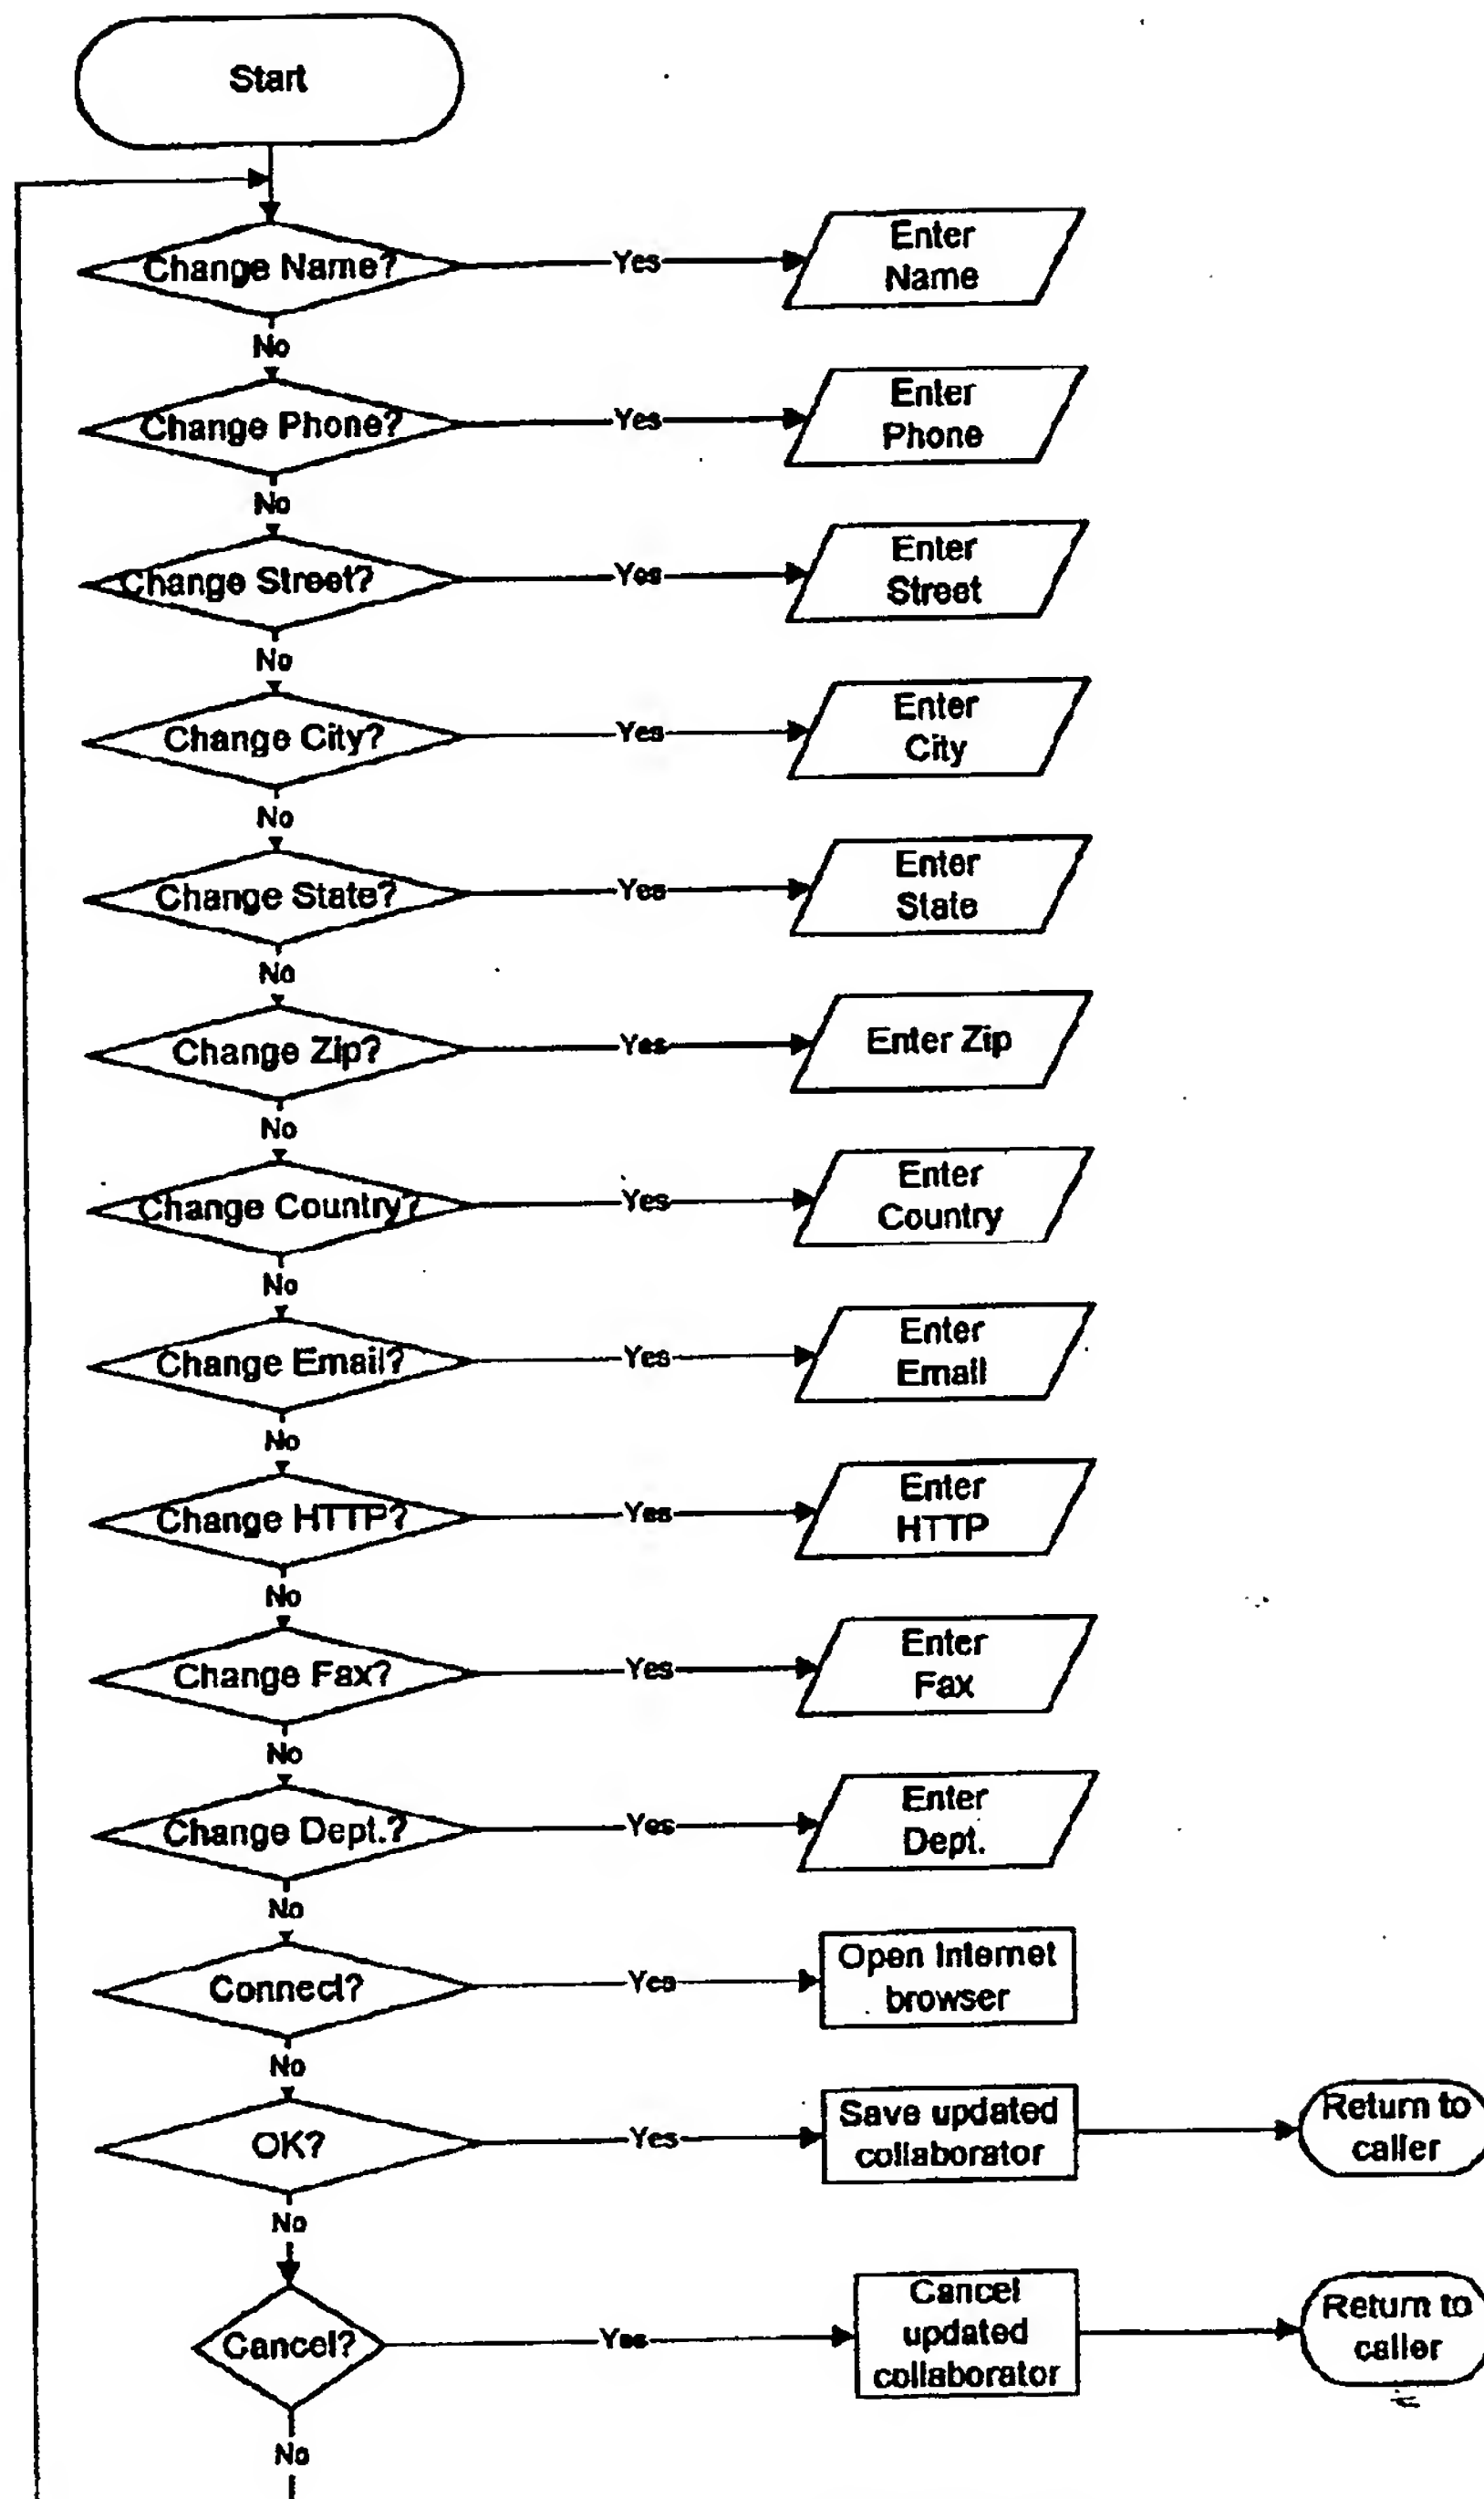 Start
Change Name?
Yes
Enter
Name
No
Change Phone?
Yes
Enter
Phone
No
Change Street?
Yes
Enter
Street
No
Change City?
Yes
Enter
City
No
Change State?
Yes
Enter
State
No
Change Zip?
Yes
Enter Zip
No
Change Country?
Yes
Enter
Country
No
Change Email?
Yes
Enter
Email
No
Change HTTP?
Yes
Enter
HTTP
No
Change Fax?
Yes
Enter
Fax
No
Change Dept.?
Yes
Enter
Dept.
No
Connect?
Yes
Open Internet
browser
No
OK?
Yes
Save updated
collaborator
Return to
caller
No
Cancel?
Yes
Cancel
updated
collaborator
Return to
caller
No